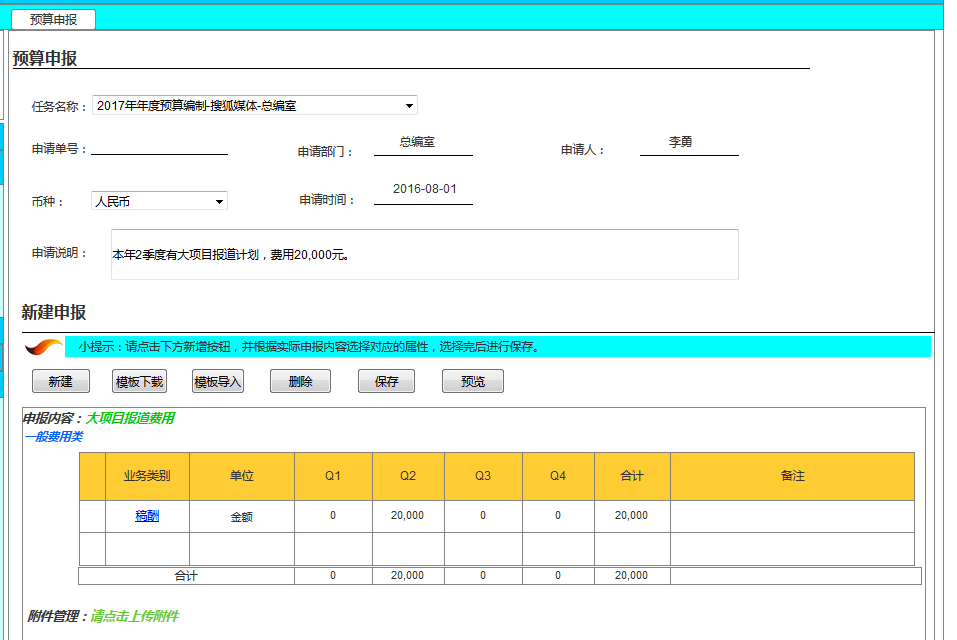 预算申报
预算申报
任务名称： 2017年年度预算编制-搜狐媒体-总编室
申请单号： 申请部门： 总编室 申请人： 李勇
币种： 人民币 申请时间： 2016-08-01
申请说明： 本年2季度有大项目报道计划，费用20,000元。
新建申报
小提示：请点击下方新增按钮，并根据实际申报内容选择对应的属性，选择完后进行保存。
新建 模板下载 模板导入 删除 保存 预览
申报内容：大项目报道费用
一般费用类
业务类别 单位 Q1 Q2 Q3 Q4 合计 备注
稿酬 金额 0 20,000 0 0 20,000
合计 0 20,000 0 0 20,000
附件管理：请点击上传附件